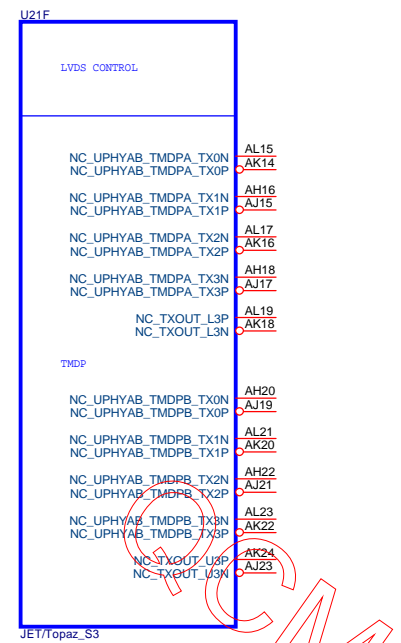 U21F
LVDS CONTROL
NC_UPHYAB_TMDPA_TX0N AL15
NC_UPHYAB_TMDPA_TX0P AK14
NC_UPHYAB_TMDPA_TX1N AH16
NC_UPHYAB_TMDPA_TX1P AJ15
NC_UPHYAB_TMDPA_TX2N AL17
NC_UPHYAB_TMDPA_TX2P AK16
NC_UPHYAB_TMDPA_TX3N AH18
NC_UPHYAB_TMDPA_TX3P AJ17
NC_TXOUT_L3P AL19
NC_TXOUT_L3N AK18
TMDP
NC_UPHYAB_TMDPB_TX0N AH20
NC_UPHYAB_TMDPB_TX0P AJ19
NC_UPHYAB_TMDPB_TX1N AL21
NC_UPHYAB_TMDPB_TX1P AK20
NC_UPHYAB_TMDPB_TX2N AH22
NC_UPHYAB_TMDPB_TX2P AJ21
NC_UPHYAB_TMDPB_TX3N AL23
NC_UPHYAB_TMDPB_TX3P AK22
NC_TXOUT_U3P AK24
NC_TXOUT_U3N AJ23
JET/Topaz_S3